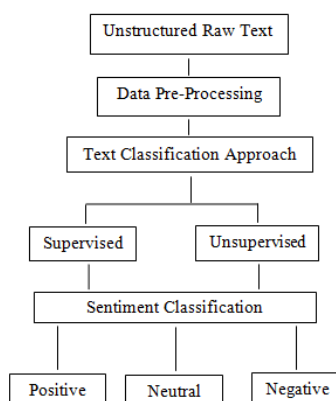 Unstructured Raw Text
Data Pre-Processing
Text Classification Approach
Supervised
Unsupervised
Sentiment Classification
Positive
Neutral
Negative